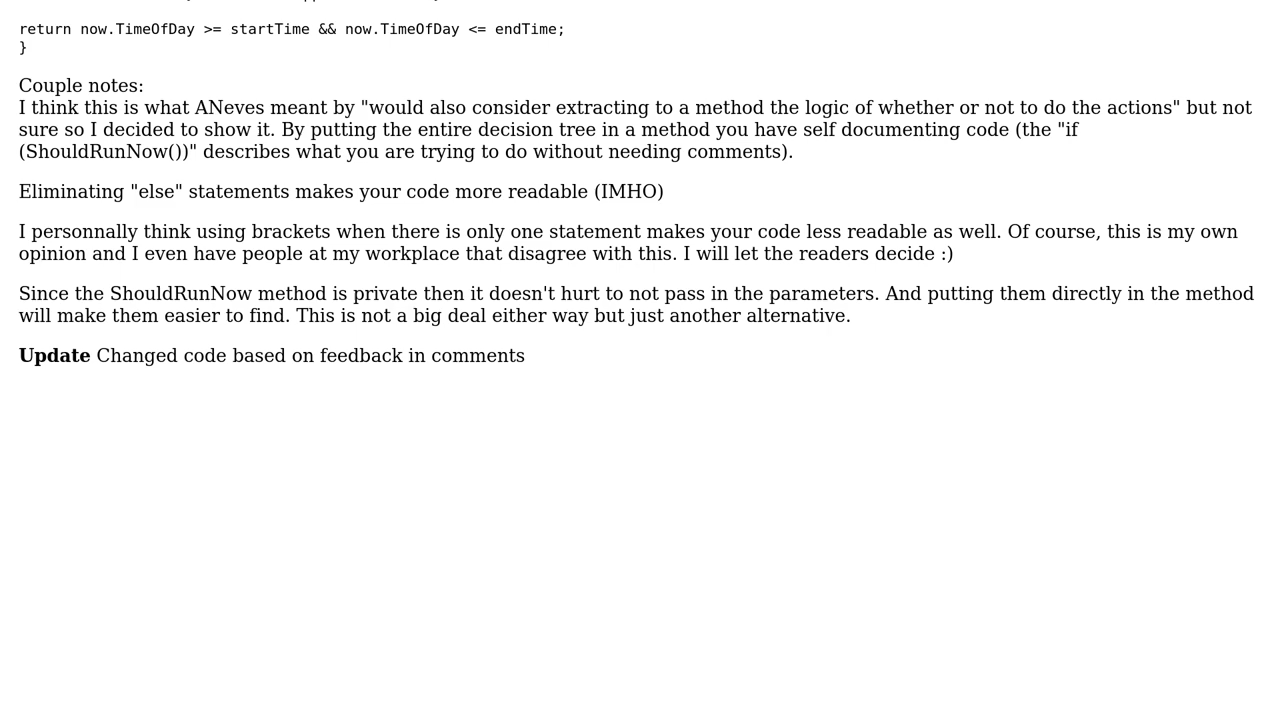 return now.TimeOfDay >= startTime && now.TimeOfDay <= endTime;
}
Couple notes:
I think this is what ANeves meant by "would also consider extracting to a method the logic of whether or not to do the actions" but not
sure so I decided to show it. By putting the entire decision tree in a method you have self documenting code (the "if
(ShouldRunNow())" describes what you are trying to do without needing comments).
Eliminating "else" statements makes your code more readable (IMHO)
I personnally think using brackets when there is only one statement makes your code less readable as well. Of course, this is my own
opinion and I even have people at my workplace that disagree with this. I will let the readers decide :)
Since the ShouldRunNow method is private then it doesn't hurt to not pass in the parameters. And putting them directly in the method
will make them easier to find. This is not a big deal either way but just another alternative.
Update Changed code based on feedback in comments